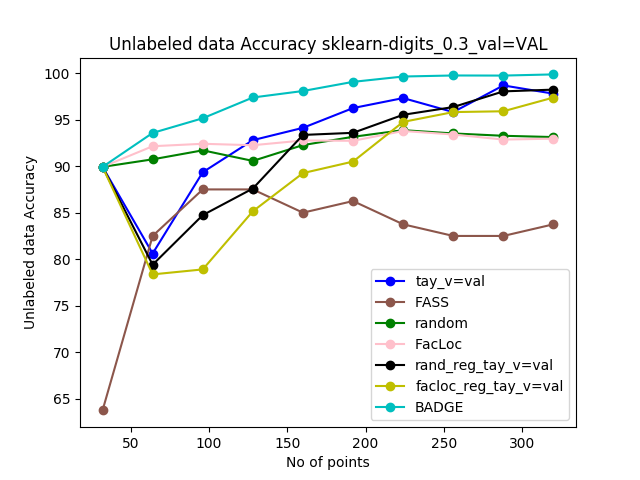 Unlabeled data Accuracy sklearn-digits_0.3_val=VAL
100
95
90
85
80
75
70
65
Unlabeled data Accuracy
50
100
150
200
250
300
No of points
tay_v=val
FASS
random
FacLoc
rand_reg_tay_v=val
facloc_reg_tay_v=val
BADGE